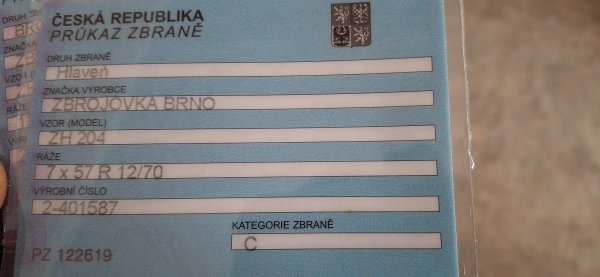 ČESKÁ REPUBLIKA
PRŮKAZ ZBRANĚ
DRUH ZBRANĚ
Hlaveň
ZNAČKA VÝROBCE
ZBROJOVKA BRNO
VZOR (MODEL)
ZH 204
RÁŽE
7 x 57 R 12/70
VÝROBNÍ ČÍSLO
2-401587
KATEGORIE ZBRANĚ
C
PZ 122619